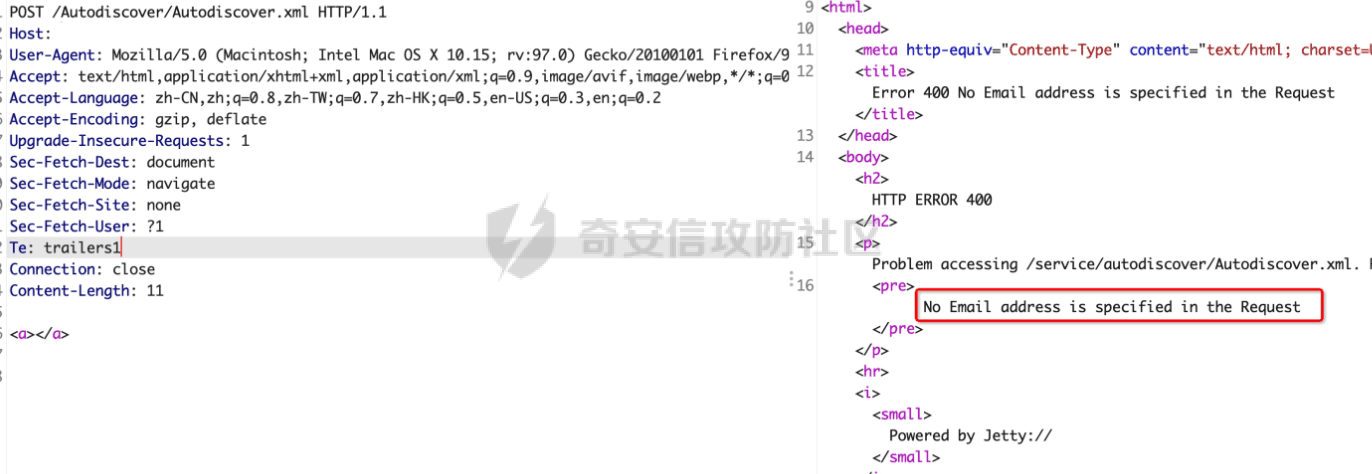 POST /Autodiscover/Autodiscover.xml HTTP/1.1
Host:
User-Agent: Mozilla/5.0 (Macintosh; Intel Mac OS X 10.15; rv:97.0) Gecko/20100101 Firefox/9
Accept: text/html,application/xhtml+xml,application/xml;q=0.9,image/avif,image/webp,*/*;q=0
Accept-Language: zh-CN,zh;q=0.8,zh-TW;q=0.7,zh-HK;q=0.5,en-US;q=0.3,en;q=0.2
Accept-Encoding: gzip, deflate
Upgrade-Insecure-Requests: 1
Sec-Fetch-Dest: document
Sec-Fetch-Mode: navigate
Sec-Fetch-Site: none
Sec-Fetch-User: ?1
Te: trailers1
Connection: close
Content-Length: 11
<a></a>
9 <html>
10 <head>
11 <meta http-equiv="Content-Type" content="text/html; charset=
12 <title>
Error 400 No Email address is specified in the Request
</title>
13 </head>
14 <body>
<h2>
HTTP ERROR 400
</h2>
15 <p>
Problem accessing /service/autodiscover/Autodiscover.xml.
16 <pre>
No Email address is specified in the Request
</pre>
</p>
<hr>
<i>
<small>
Powered by Jetty://
</small>
奇安信攻防社区